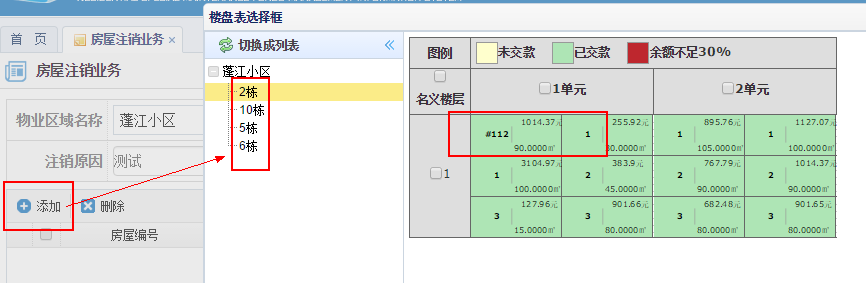 楼盘表选择框
首 页
房屋注销业务 ×
切换成列表 «
房屋注销业务
蓬江小区
2栋
10栋
5栋
6栋
物业区域名称 蓬江小区
注销原因 测试
添加 删除
房屋编号
图例 未交款 已交款 余额不足30%
名义楼层 1单元 2单元
1
#112 1014.37元 90.0000㎡
1 255.92元 80.0000㎡
1 895.76元 105.0000㎡
1 1127.07元 100.0000㎡
1 3104.97元 100.0000㎡
2 383.9元 45.0000㎡
2 767.79元 90.0000㎡
2 1014.37元 90.0000㎡
3 127.96元 15.0000㎡
3 901.66元 80.0000㎡
3 682.48元 80.0000㎡
3 901.65元 80.0000㎡